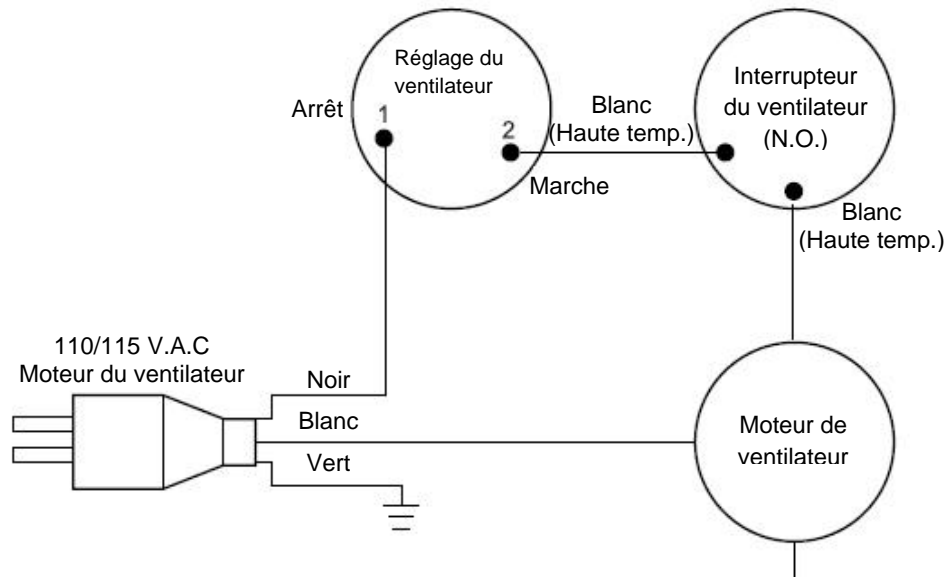 Réglage du
ventilateur
Arrêt
1
2
Marche
Blanc
(Haute temp.)
Interrupteur
du ventilateur
(N.O.)
Blanc
(Haute temp.)
110/115 V.A.C
Moteur du ventilateur
Noir
Blanc
Vert
Moteur de
ventilateur